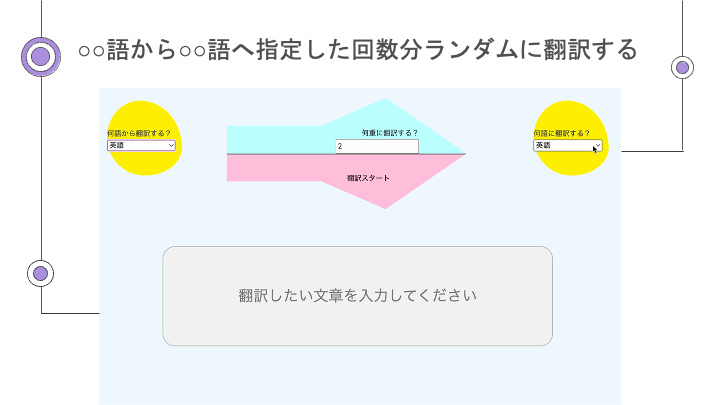 ○○語から○○語へ指定した回数分ランダムに翻訳する
何語から翻訳する？
英語
何重に翻訳する？
2
翻訳スタート
何語に翻訳する？
英語
翻訳したい文章を入力してください